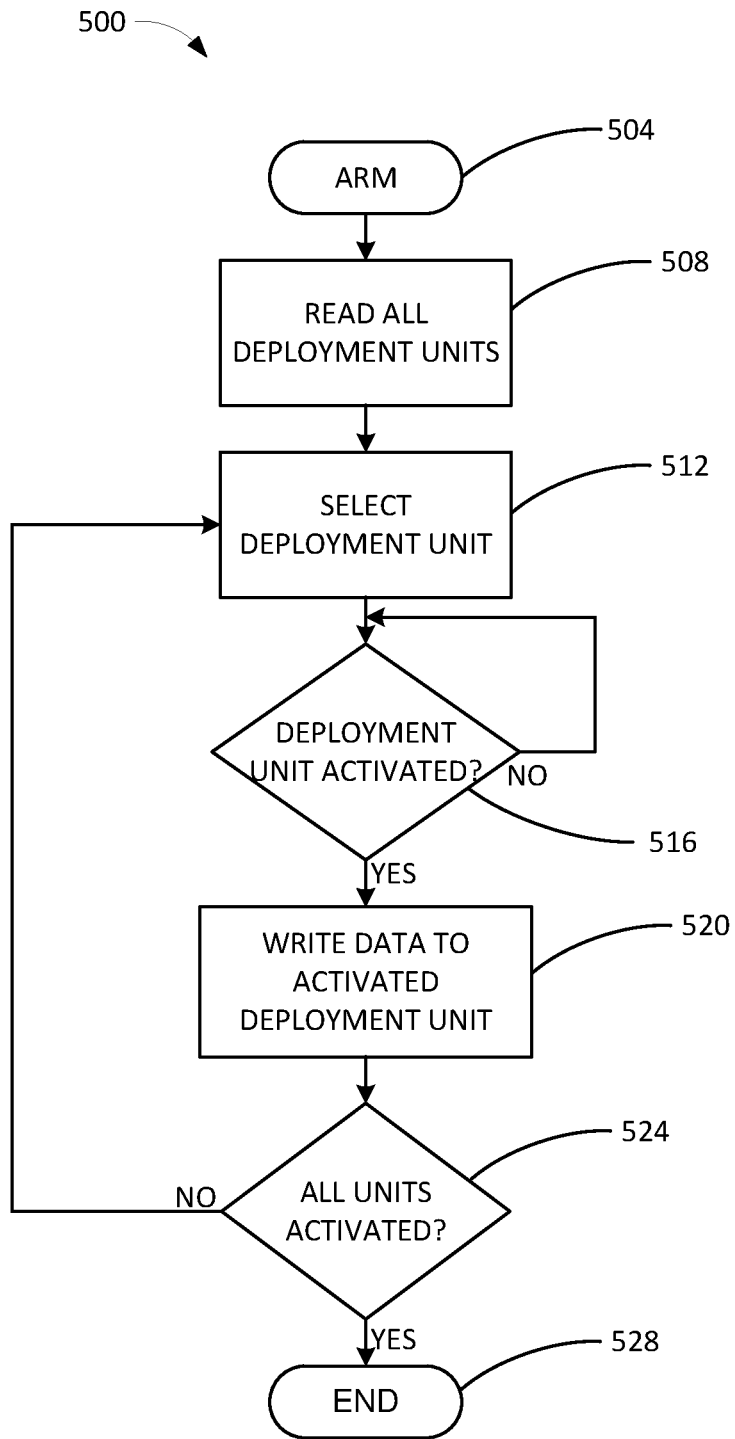 500
504
ARM
508
READ ALL
DEPLOYMENT UNITS
512
SELECT
DEPLOYMENT UNIT
DEPLOYMENT
UNIT ACTIVATED?
NO
516
YES
520
WRITE DATA TO
ACTIVATED
DEPLOYMENT UNIT
524
NO
ALL UNITS
ACTIVATED?
YES
528
END